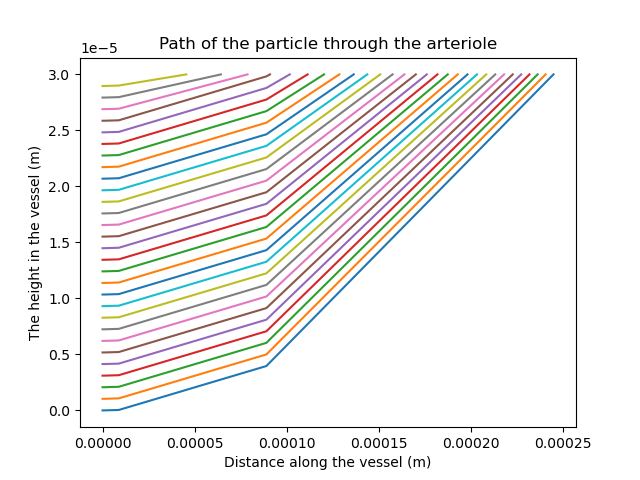 Path of the particle through the arteriole
1e−5
3.0
2.5
2.0
1.5
1.0
0.5
0.0
The height in the vessel (m)
0.00000 0.00005 0.00010 0.00015 0.00020 0.00025
Distance along the vessel (m)